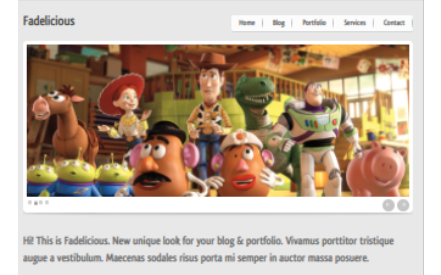 Fadelicious
Home | Blog | Portfolio | Services | Contact |
Hi! This is Fadelicious. New unique look for your blog & portfolio. Vivamus porttitor tristique
augue a vestibulum. Maecenas sodales risus porta mi semper in auctor massa posuere.